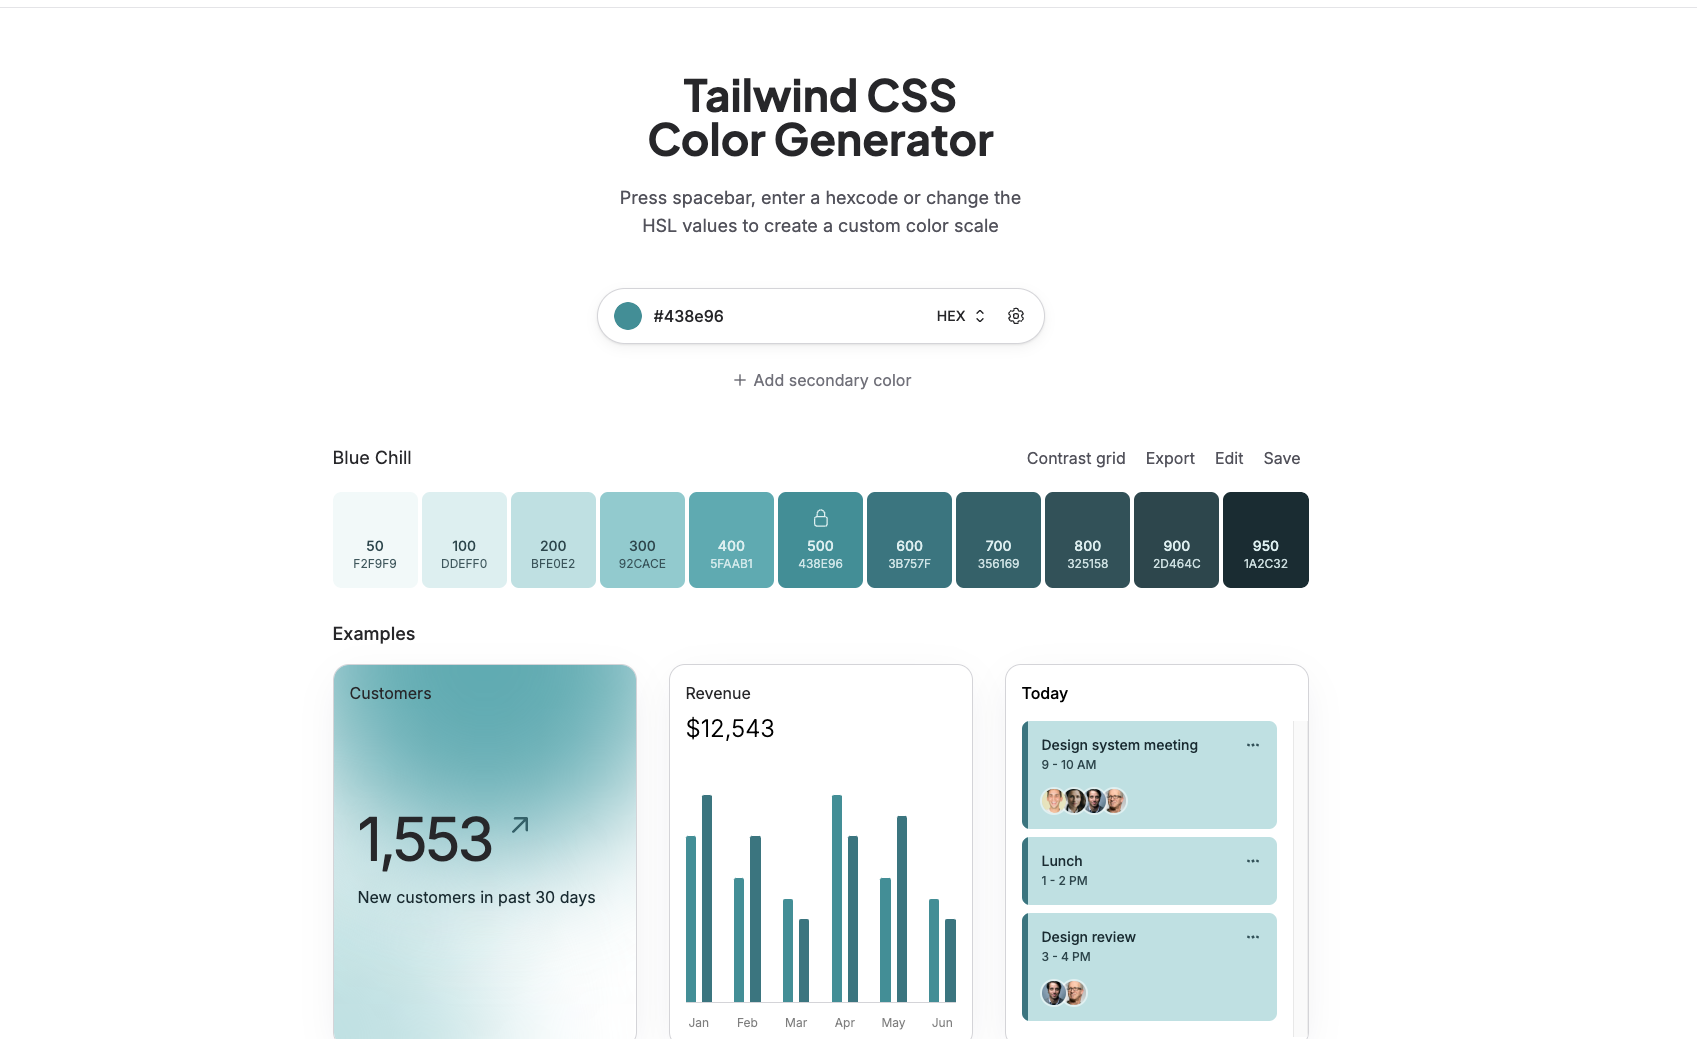 Tailwind CSS
Color Generator
Press spacebar, enter a hexcode or change the
HSL values to create a custom color scale
#438e96
HEX
Add secondary color
Blue Chill
Contrast grid
Export
Edit
Save
50
F2F9F9
100
DDEFF0
200
BFE0E2
300
92CACE
400
5FAAB1
500
438E96
600
3B757F
700
356169
800
325158
900
2D464C
950
1A2C32
Examples
Customers
1,553
New customers in past 30 days
Revenue
$12,543
Jan
Feb
Mar
Apr
May
Jun
Today
Design system meeting
9 - 10 AM
Lunch
1 - 2 PM
Design review
3 - 4 PM